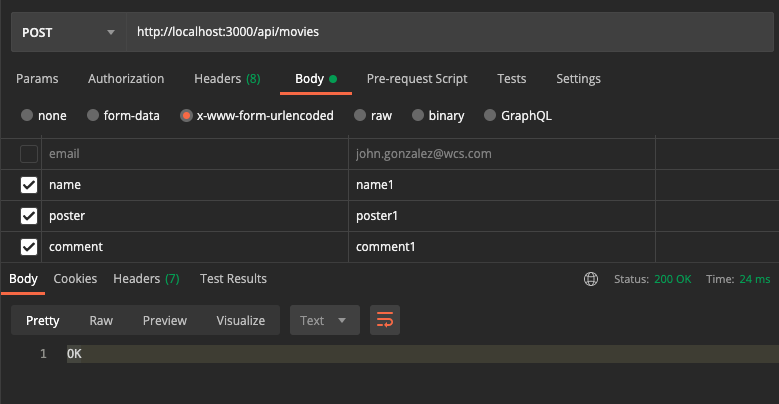 POST http://localhost:3000/api/movies
Params Authorization Headers (8) Body Pre-request Script Tests Settings
none form-data x-www-form-urlencoded raw binary GraphQL
email john.gonzalez@wcs.com
name name1
poster poster1
comment comment1
Body Cookies Headers (7) Test Results Status: 200 OK Time: 24 ms
Pretty Raw Preview Visualize Text
1 OK